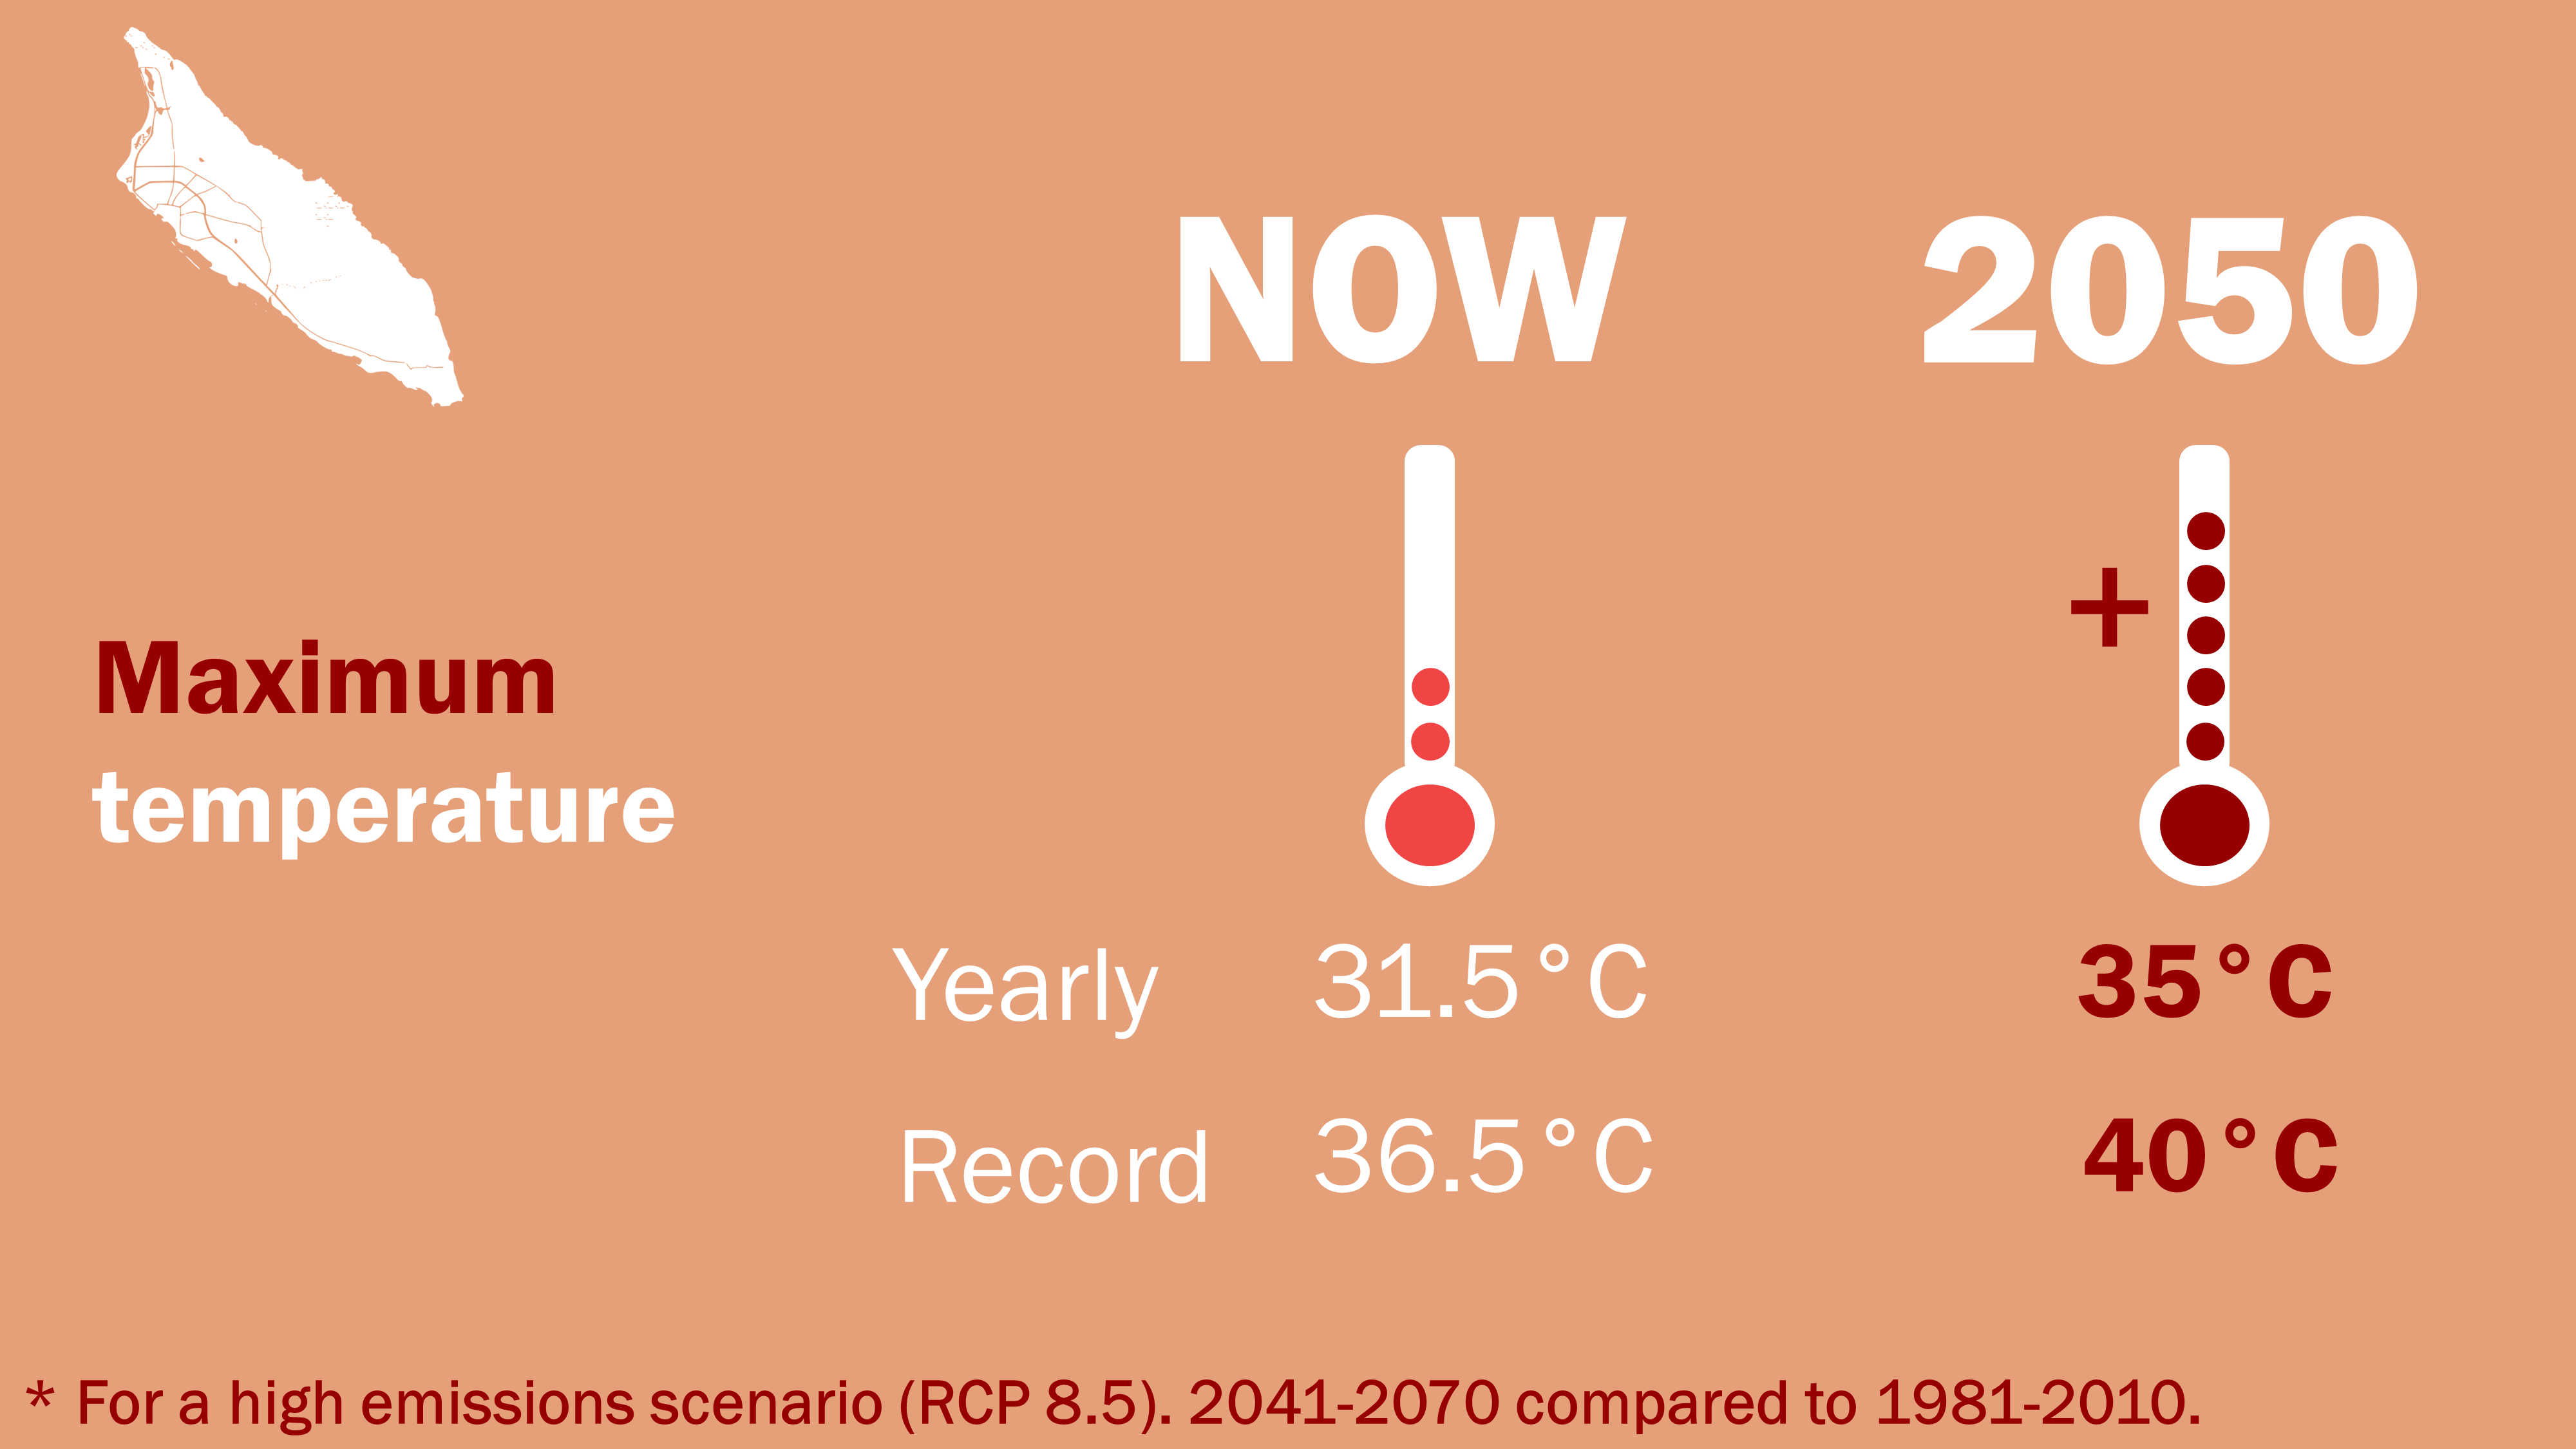 NOW 2050
+
Maximum
temperature
Yearly 31.5°C 35°C
Record 36.5°C 40°C
* For a high emissions scenario (RCP 8.5). 2041-2070 compared to 1981-2010.